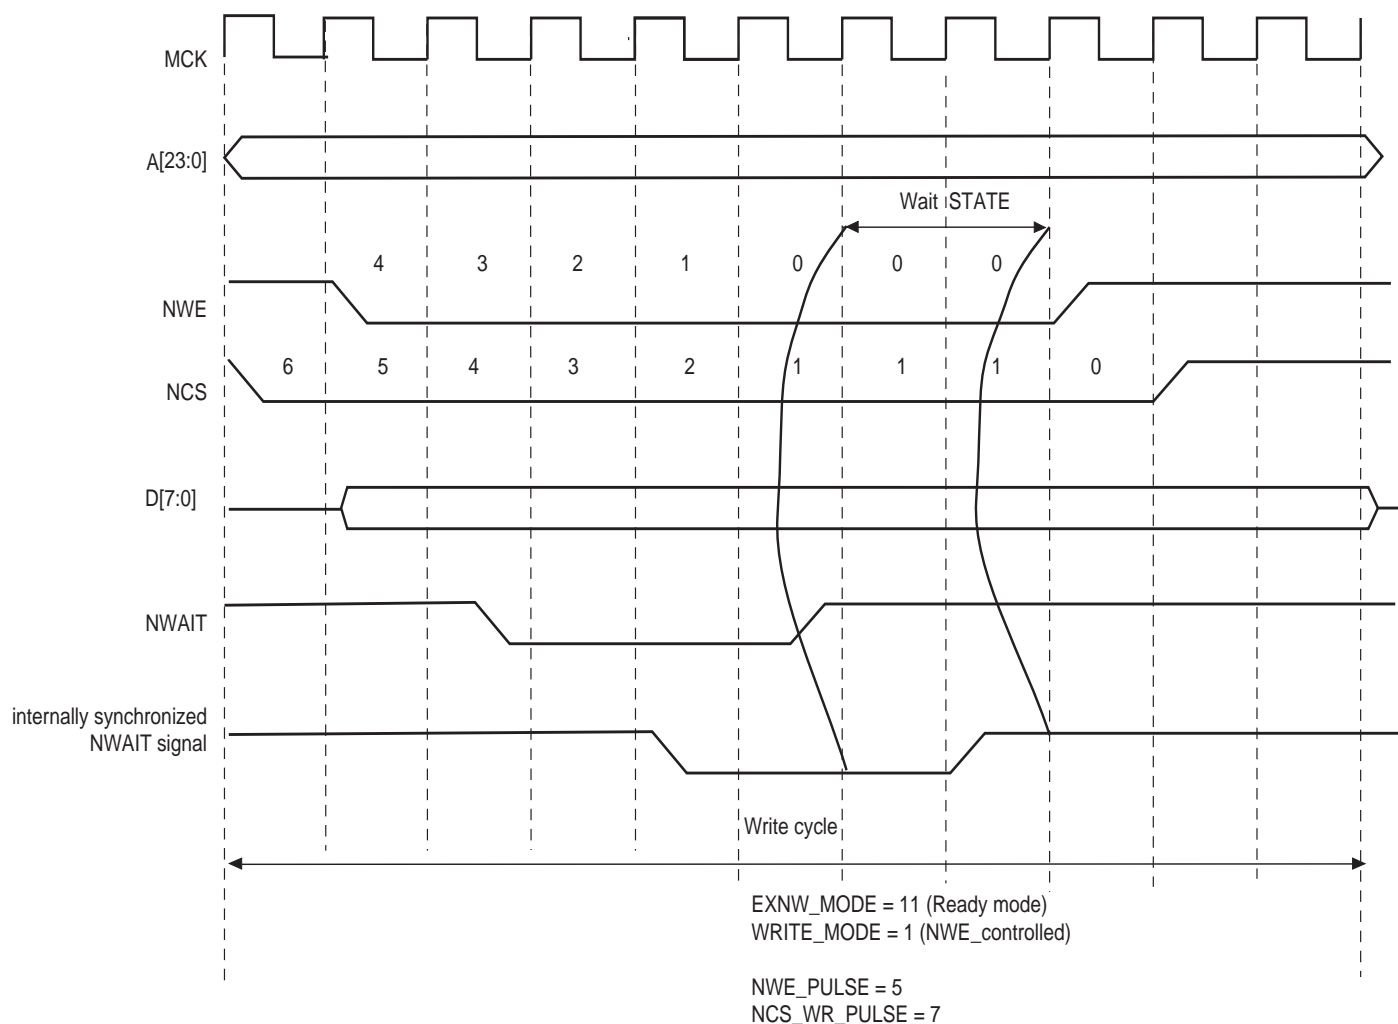 MCK
A[23:0]
Wait STATE
4 3 2 1 0 0 0
NWE
6 5 4 3 2 1 1 1 0
NCS
D[7:0]
NWAIT
internally synchronized
NWAIT signal
Write cycle
EXNW_MODE = 11 (Ready mode)
WRITE_MODE = 1 (NWE_controlled)
NWE_PULSE = 5
NCS_WR_PULSE = 7